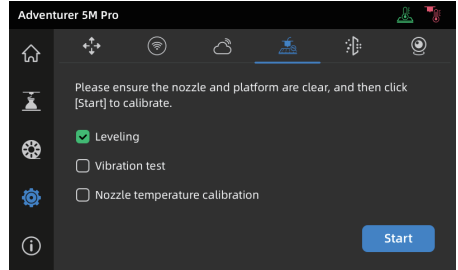 Adventurer 5M Pro
Please ensure the nozzle and platform are clear, and then click
[Start] to calibrate.
Leveling
Vibration test
Nozzle temperature calibration
Start